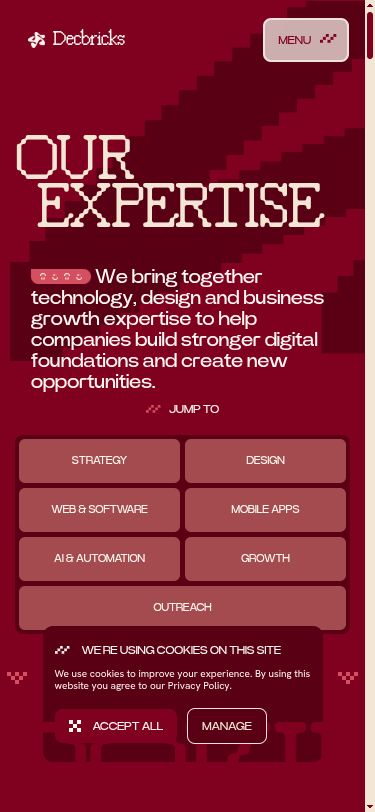 Decbricks
MENU
OUR
EXPERTISE
We bring together
technology, design and business
growth expertise to help
companies build stronger digital
foundations and create new
opportunities.
JUMP TO
STRATEGY
DESIGN
WEB & SOFTWARE
MOBILE APPS
AI & AUTOMATION
GROWTH
OUTREACH
WE'RE USING COOKIES ON THIS SITE
We use cookies to improve your experience. By using this
website you agree to our Privacy Policy.
ACCEPT ALL
MANAGE